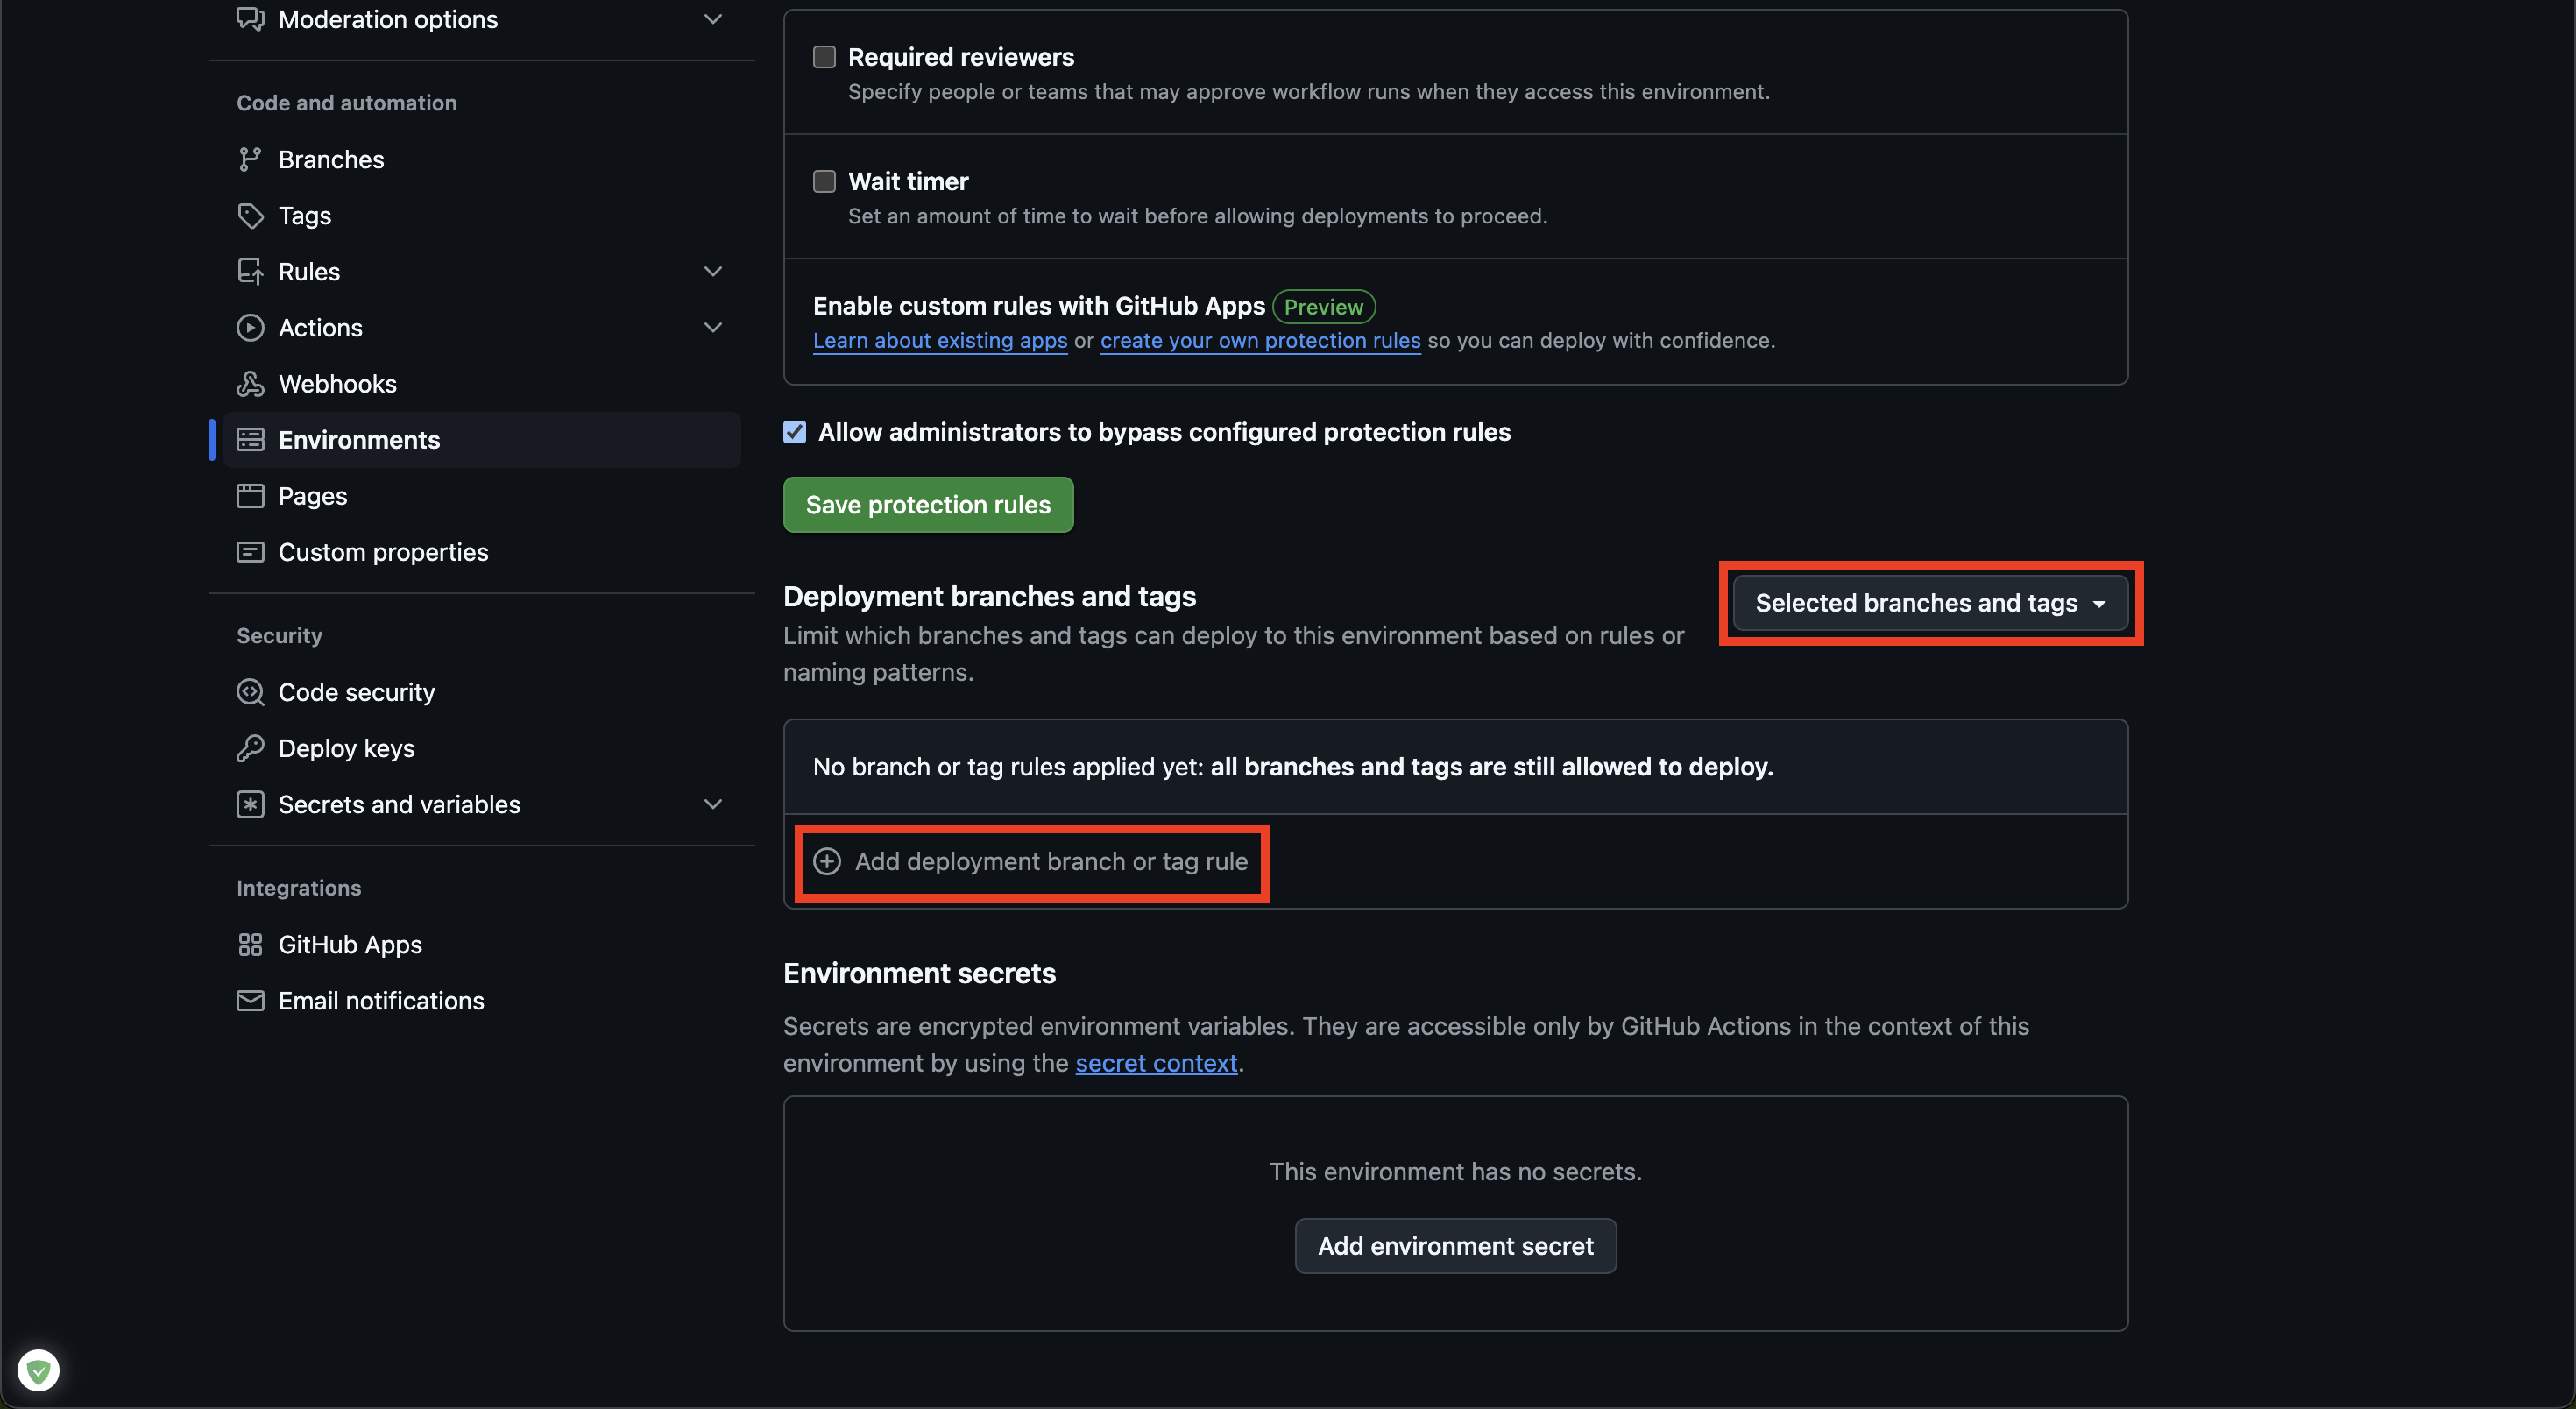 Moderation options
Code and automation
Branches
Tags
Rules
Actions
Webhooks
Environments
Pages
Custom properties
Security
Code security
Deploy keys
Secrets and variables
Integrations
GitHub Apps
Email notifications
Required reviewers
Specify people or teams that may approve workflow runs when they access this environment.
Wait timer
Set an amount of time to wait before allowing deployments to proceed.
Enable custom rules with GitHub Apps Preview
Learn about existing apps or create your own protection rules so you can deploy with confidence.
Allow administrators to bypass configured protection rules
Save protection rules
Deployment branches and tags
Limit which branches and tags can deploy to this environment based on rules or
naming patterns.
Selected branches and tags
No branch or tag rules applied yet: all branches and tags are still allowed to deploy.
Add deployment branch or tag rule
Environment secrets
Secrets are encrypted environment variables. They are accessible only by GitHub Actions in the context of this
environment by using the secret context.
This environment has no secrets.
Add environment secret